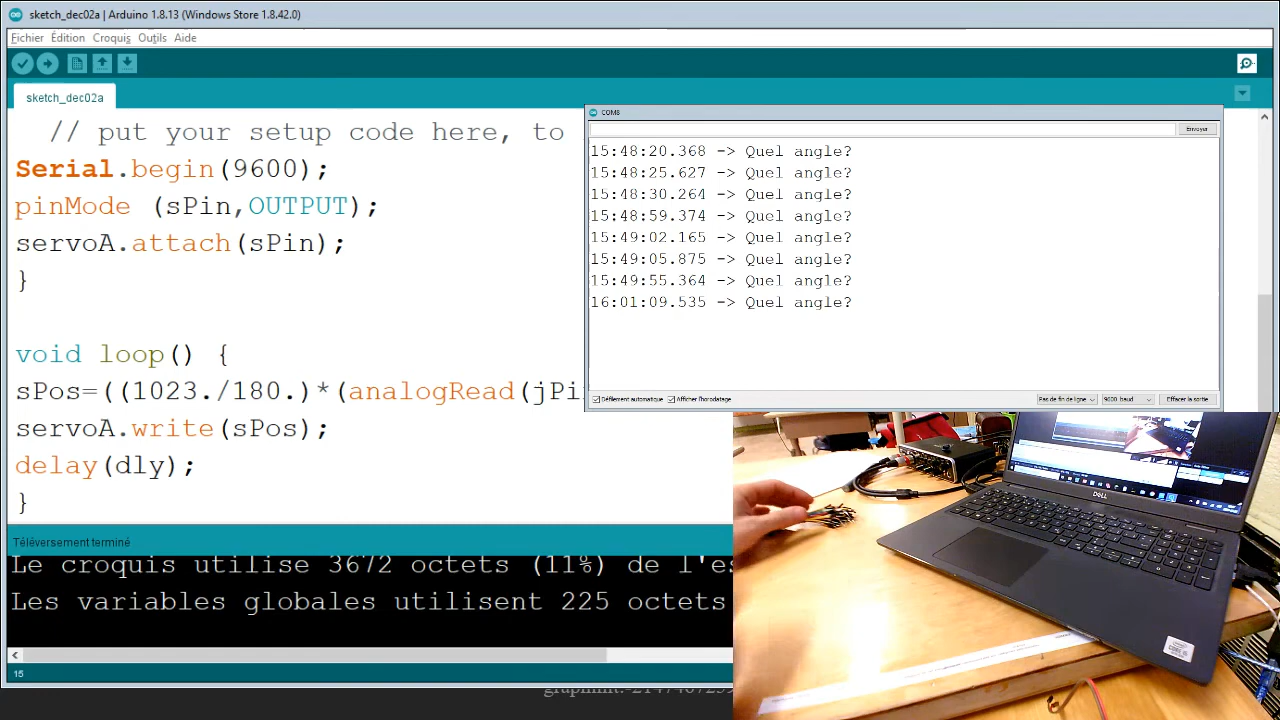 sketch_dec02a | Arduino 1.8.13 (Windows Store 1.8.42.0)
Fichier Édition Croquis Outils Aide
sketch_dec02a
// put your setup code here, to
Serial.begin(9600);
pinMode (sPin,OUTPUT);
servoA.attach(sPin);
}
void loop() {
sPos=((1023./180.)*(analogRead(jPi
servoA.write(sPos);
delay(dly);
}
Téléversement terminé
Le croquis utilise 3672 octets (11%) de l'es
Les variables globales utilisent 225 octets
15
COM8
Envoyer
15:48:20.368 -> Quel angle?
15:48:25.627 -> Quel angle?
15:48:30.264 -> Quel angle?
15:48:59.374 -> Quel angle?
15:49:02.165 -> Quel angle?
15:49:05.875 -> Quel angle?
15:49:55.364 -> Quel angle?
16:01:09.535 -> Quel angle?
Défilement automatique Afficher l'horodatage
Pas de fin de ligne 9600 baud Effacer la sortie
DELL